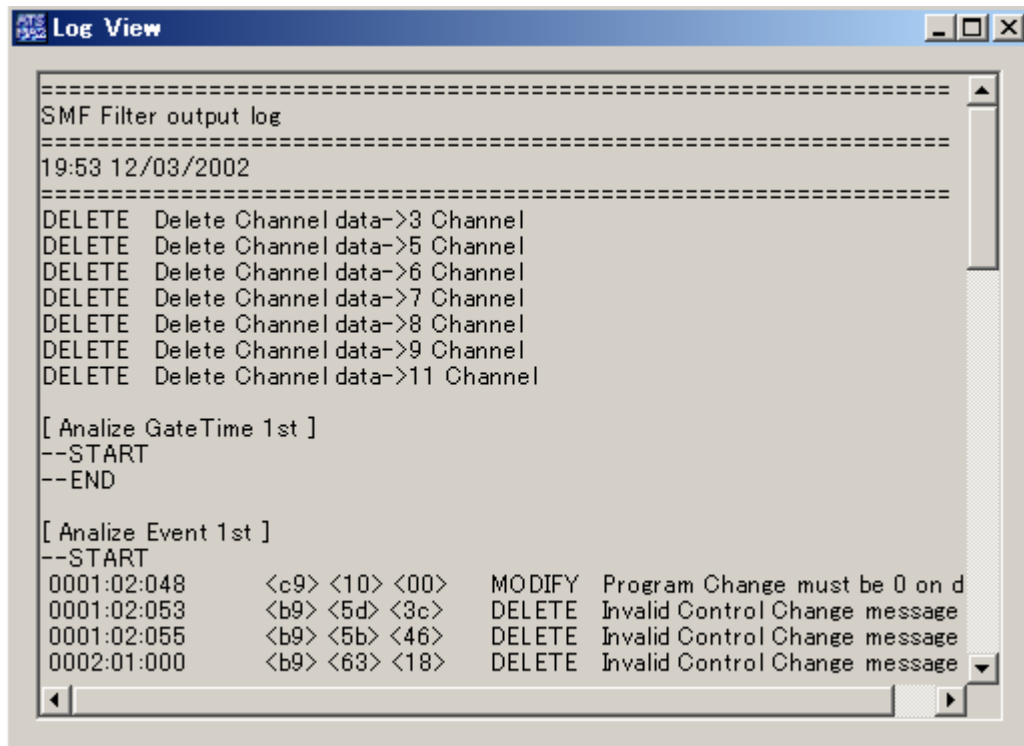 Log View
=================================================================
SMF Filter output log
=================================================================
19:53 12/03/2002
=================================================================
DELETE Delete Channel data->3 Channel
DELETE Delete Channel data->5 Channel
DELETE Delete Channel data->6 Channel
DELETE Delete Channel data->7 Channel
DELETE Delete Channel data->8 Channel
DELETE Delete Channel data->9 Channel
DELETE Delete Channel data->11 Channel
[ Analize GateTime 1st ]
--START
--END
[ Analize Event 1st ]
--START
0001:02:048 <c9> <10> <00> MODIFY Program Change must be 0 on d
0001:02:053 <b9> <5d> <3c> DELETE Invalid Control Change message
0001:02:055 <b9> <5b> <46> DELETE Invalid Control Change message
0002:01:000 <b9> <63> <18> DELETE Invalid Control Change message